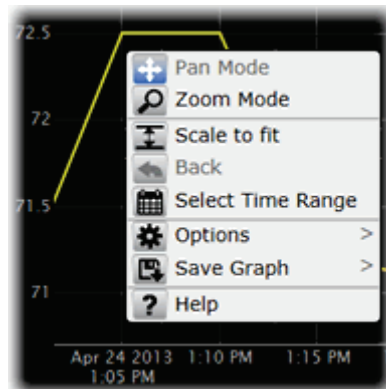 72.5
Pan Mode
Zoom Mode
72
Scale to fit
Back
71.5
Select Time Range
Options >
Save Graph >
71
? Help
Apr 24 2013 1:10 PM 1:15 PM
1:05 PM